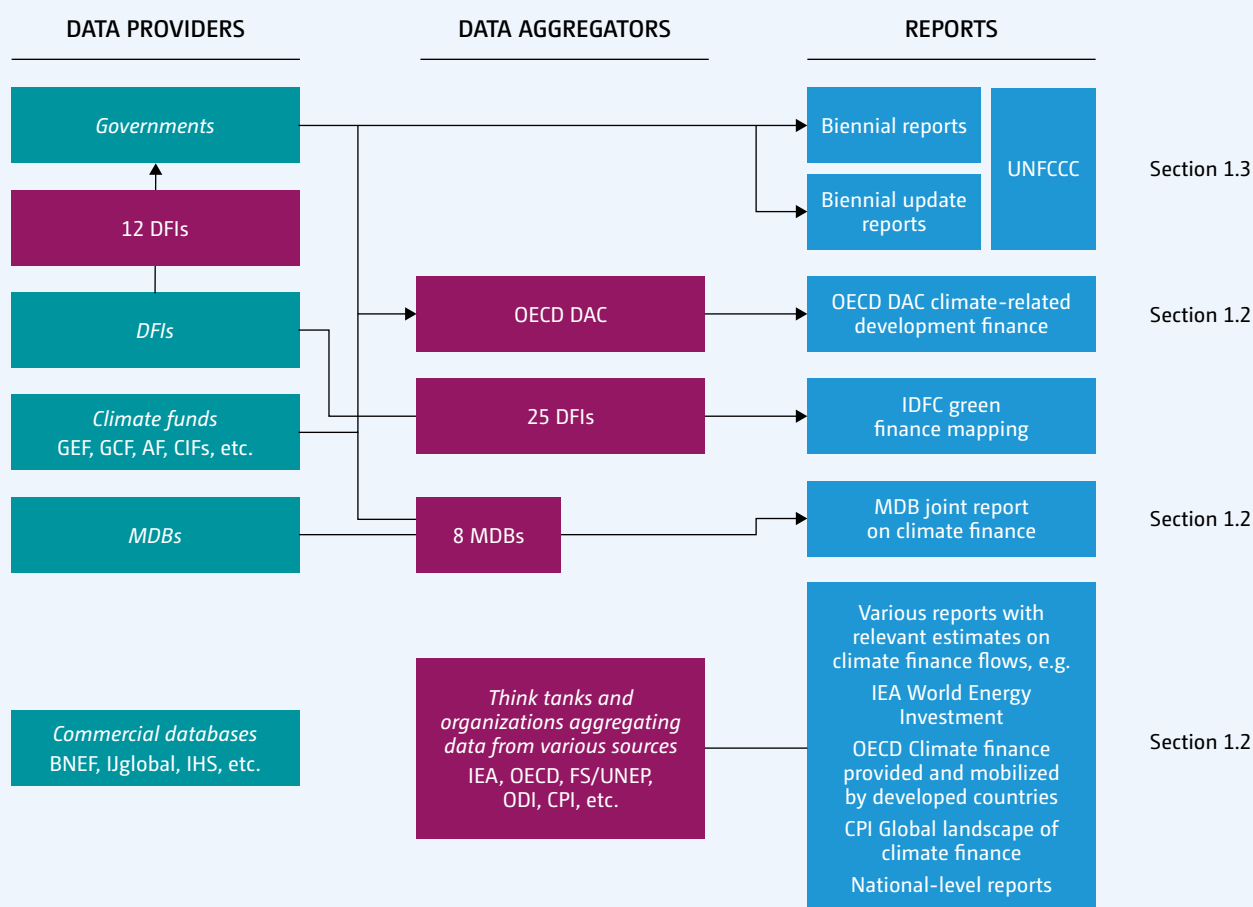 DATA PROVIDERS
DATA AGGREGATORS
REPORTS
Governments
Biennial reports
UNFCCC
Section 1.3
12 DFIs
Biennial update
reports
DFIs
OECD DAC
OECD DAC climate-related
development finance
Section 1.2
Climate funds
GEF, GCF, AF, CIFs, etc.
25 DFIs
IDFC green
finance mapping
MDBs
8 MDBs
MDB joint report
on climate finance
Section 1.2
Commercial databases
BNEF, IJglobal, IHS, etc.
Think tanks and
organizations aggregating
data from various sources
IEA, OECD, FS/UNEP,
ODI, CPI, etc.
Various reports with
relevant estimates on
climate finance flows, e.g.
IEA World Energy
Investment
OECD Climate finance
provided and mobilized
by developed countries
CPI Global landscape of
climate finance
National-level reports
Section 1.2